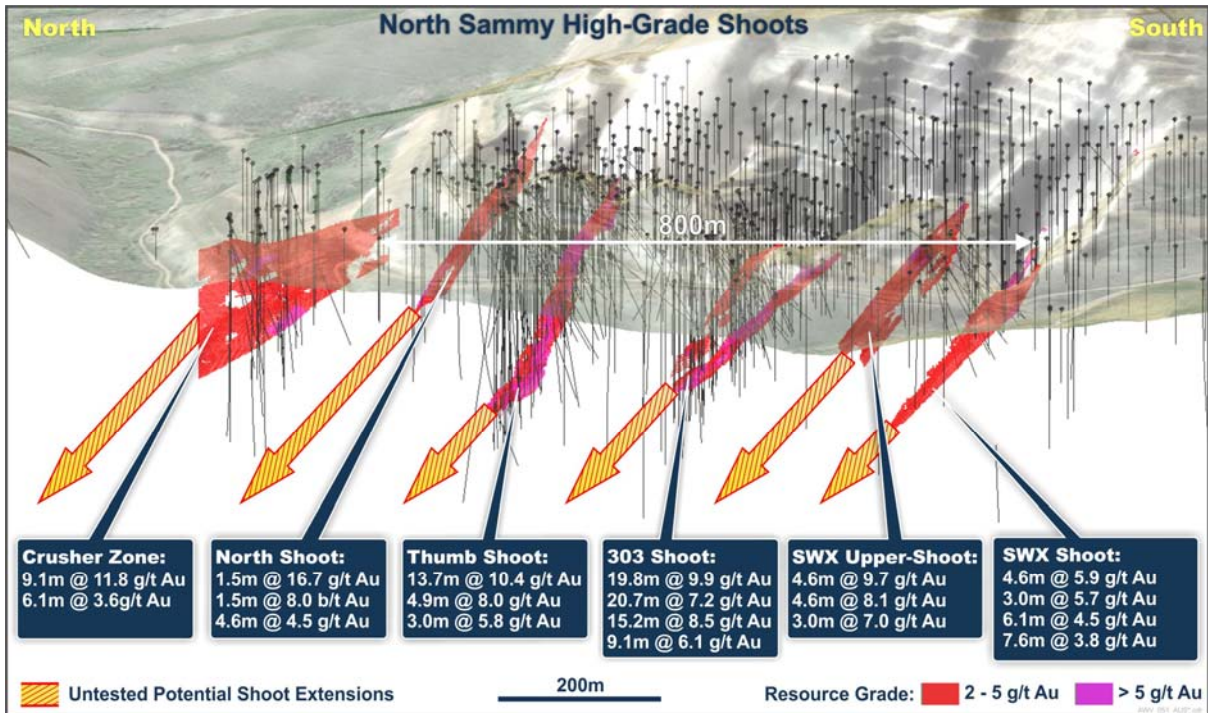 North
North Sammy High-Grade Shoots
South
800m
Crusher Zone:
9.1m @ 11.8 g/t Au
6.1m @ 3.6g/t Au
North Shoot:
1.5m @ 16.7 g/t Au
1.5m @ 8.0 b/t Au
4.6m @ 4.5 g/t Au
Thumb Shoot:
13.7m @ 10.4 g/t Au
4.9m @ 8.0 g/t Au
3.0m @ 5.8 g/t Au
303 Shoot:
19.8m @ 9.9 g/t Au
20.7m @ 7.2 g/t Au
15.2m @ 8.5 g/t Au
9.1m @ 6.1 g/t Au
SWX Upper-Shoot:
4.6m @ 9.7 g/t Au
4.6m @ 8.1 g/t Au
3.0m @ 7.0 g/t Au
SWX Shoot:
4.6m @ 5.9 g/t Au
3.0m @ 5.7 g/t Au
6.1m @ 4.5 g/t Au
7.6m @ 3.8 g/t Au
Untested Potential Shoot Extensions
200m
Resource Grade: 2 - 5 g/t Au > 5 g/t Au